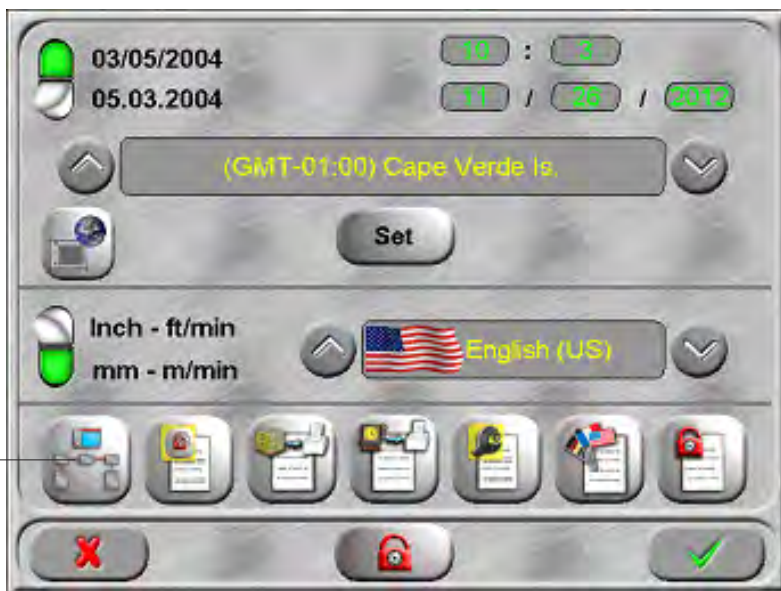 03/05/2004
10 : 3
05.03.2004
11 / 26 / 2012
(GMT-01:00) Cape Verde Is.
Set
Inch - ft/min
English (US)
mm - m/min